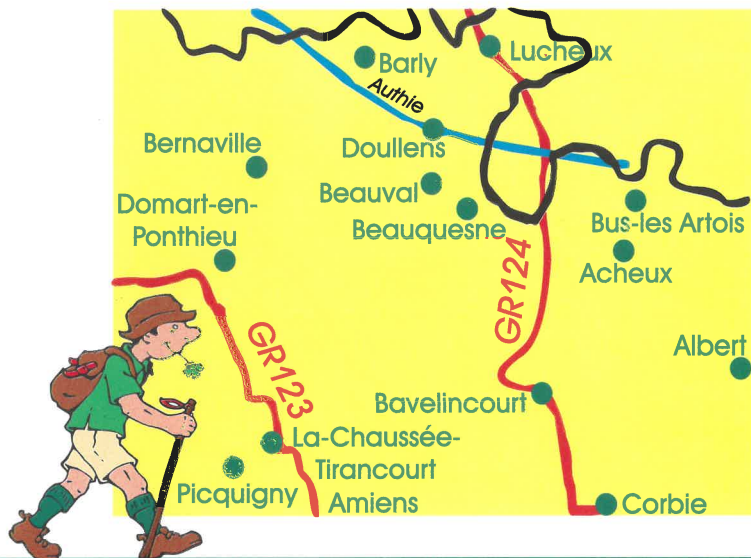 Lucheux
Barly
Authie
Doullens
Bernaville
Beauval
Domart-en-
Ponthieu
Beauquesne
Bus-les Artois
Acheux
GR124
GR123
Albert
Bavelincourt
La-Chaussée-
Tirancourt
Picquigny
Amiens
Corbie